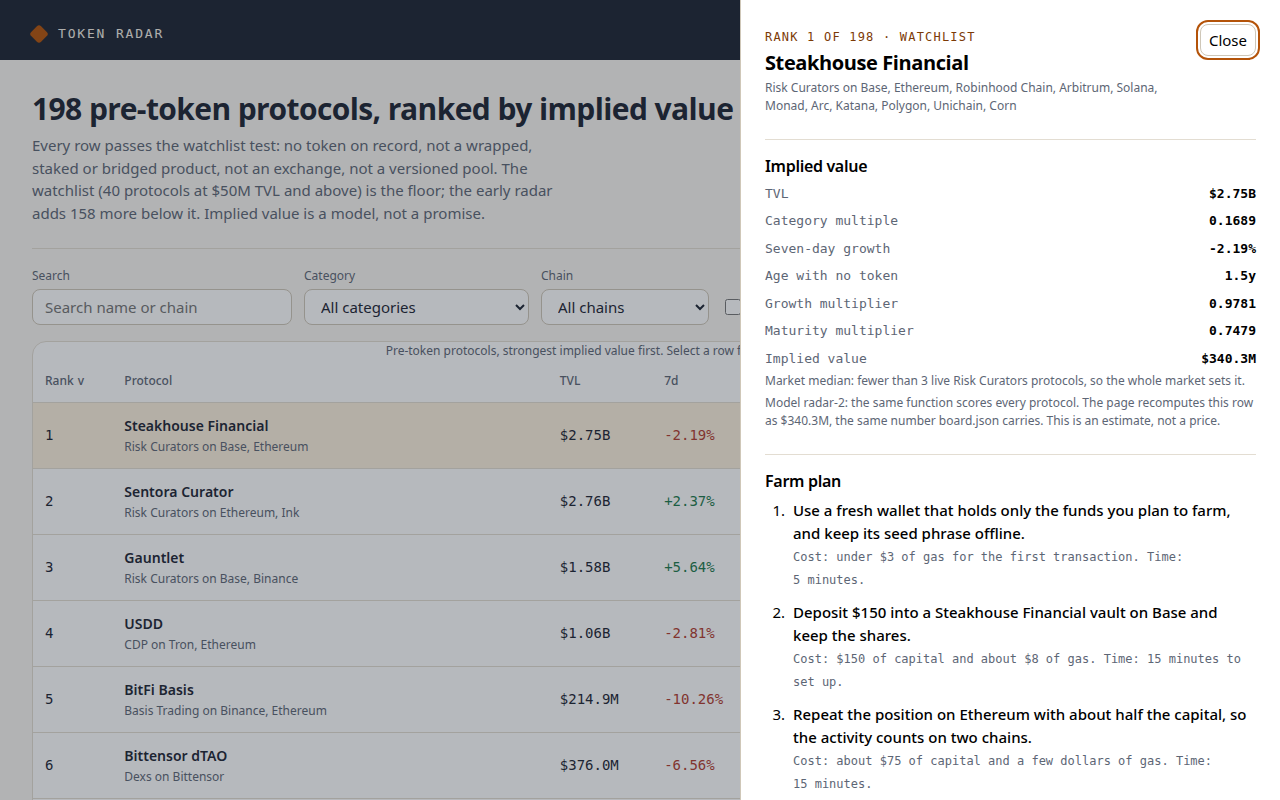 TOKEN RADAR
198 pre-token protocols, ranked by implied value
Every row passes the watchlist test: no token on record, not a wrapped,
staked or bridged product, not an exchange, not a versioned pool. The
watchlist (40 protocols at $50M TVL and above) is the floor; the early radar
adds 158 more below it. Implied value is a model, not a promise.
Search
Category
Chain
Search name or chain
All categories
All chains
Pre-token protocols, strongest implied value first. Select a row f
Rank v
Protocol
TVL
7d
1
Steakhouse Financial
Risk Curators on Base, Ethereum
$2.75B
-2.19%
2
Sentora Curator
Risk Curators on Ethereum, Ink
$2.76B
+2.37%
3
Gauntlet
Risk Curators on Base, Binance
$1.58B
+5.64%
4
USDD
CDP on Tron, Ethereum
$1.06B
-2.81%
5
BitFi Basis
Basis Trading on Binance, Ethereum
$214.9M
-10.26%
6
Bittensor dTAO
Dexs on Bittensor
$376.0M
-6.56%
RANK 1 OF 198 · WATCHLIST
Close
Steakhouse Financial
Risk Curators on Base, Ethereum, Robinhood Chain, Arbitrum, Solana,
Monad, Arc, Katana, Polygon, Unichain, Corn
Implied value
TVL $2.75B
Category multiple 0.1689
Seven-day growth -2.19%
Age with no token 1.5y
Growth multiplier 0.9781
Maturity multiplier 0.7479
Implied value $340.3M
Market median: fewer than 3 live Risk Curators protocols, so the whole market sets it.
Model radar-2: the same function scores every protocol. The page recomputes this row
as $340.3M, the same number board.json carries. This is an estimate, not a price.
Farm plan
1. Use a fresh wallet that holds only the funds you plan to farm,
and keep its seed phrase offline.
Cost: under $3 of gas for the first transaction. Time:
5 minutes.
2. Deposit $150 into a Steakhouse Financial vault on Base and
keep the shares.
Cost: $150 of capital and about $8 of gas. Time: 15 minutes to
set up.
3. Repeat the position on Ethereum with about half the capital, so
the activity counts on two chains.
Cost: about $75 of capital and a few dollars of gas. Time:
15 minutes.